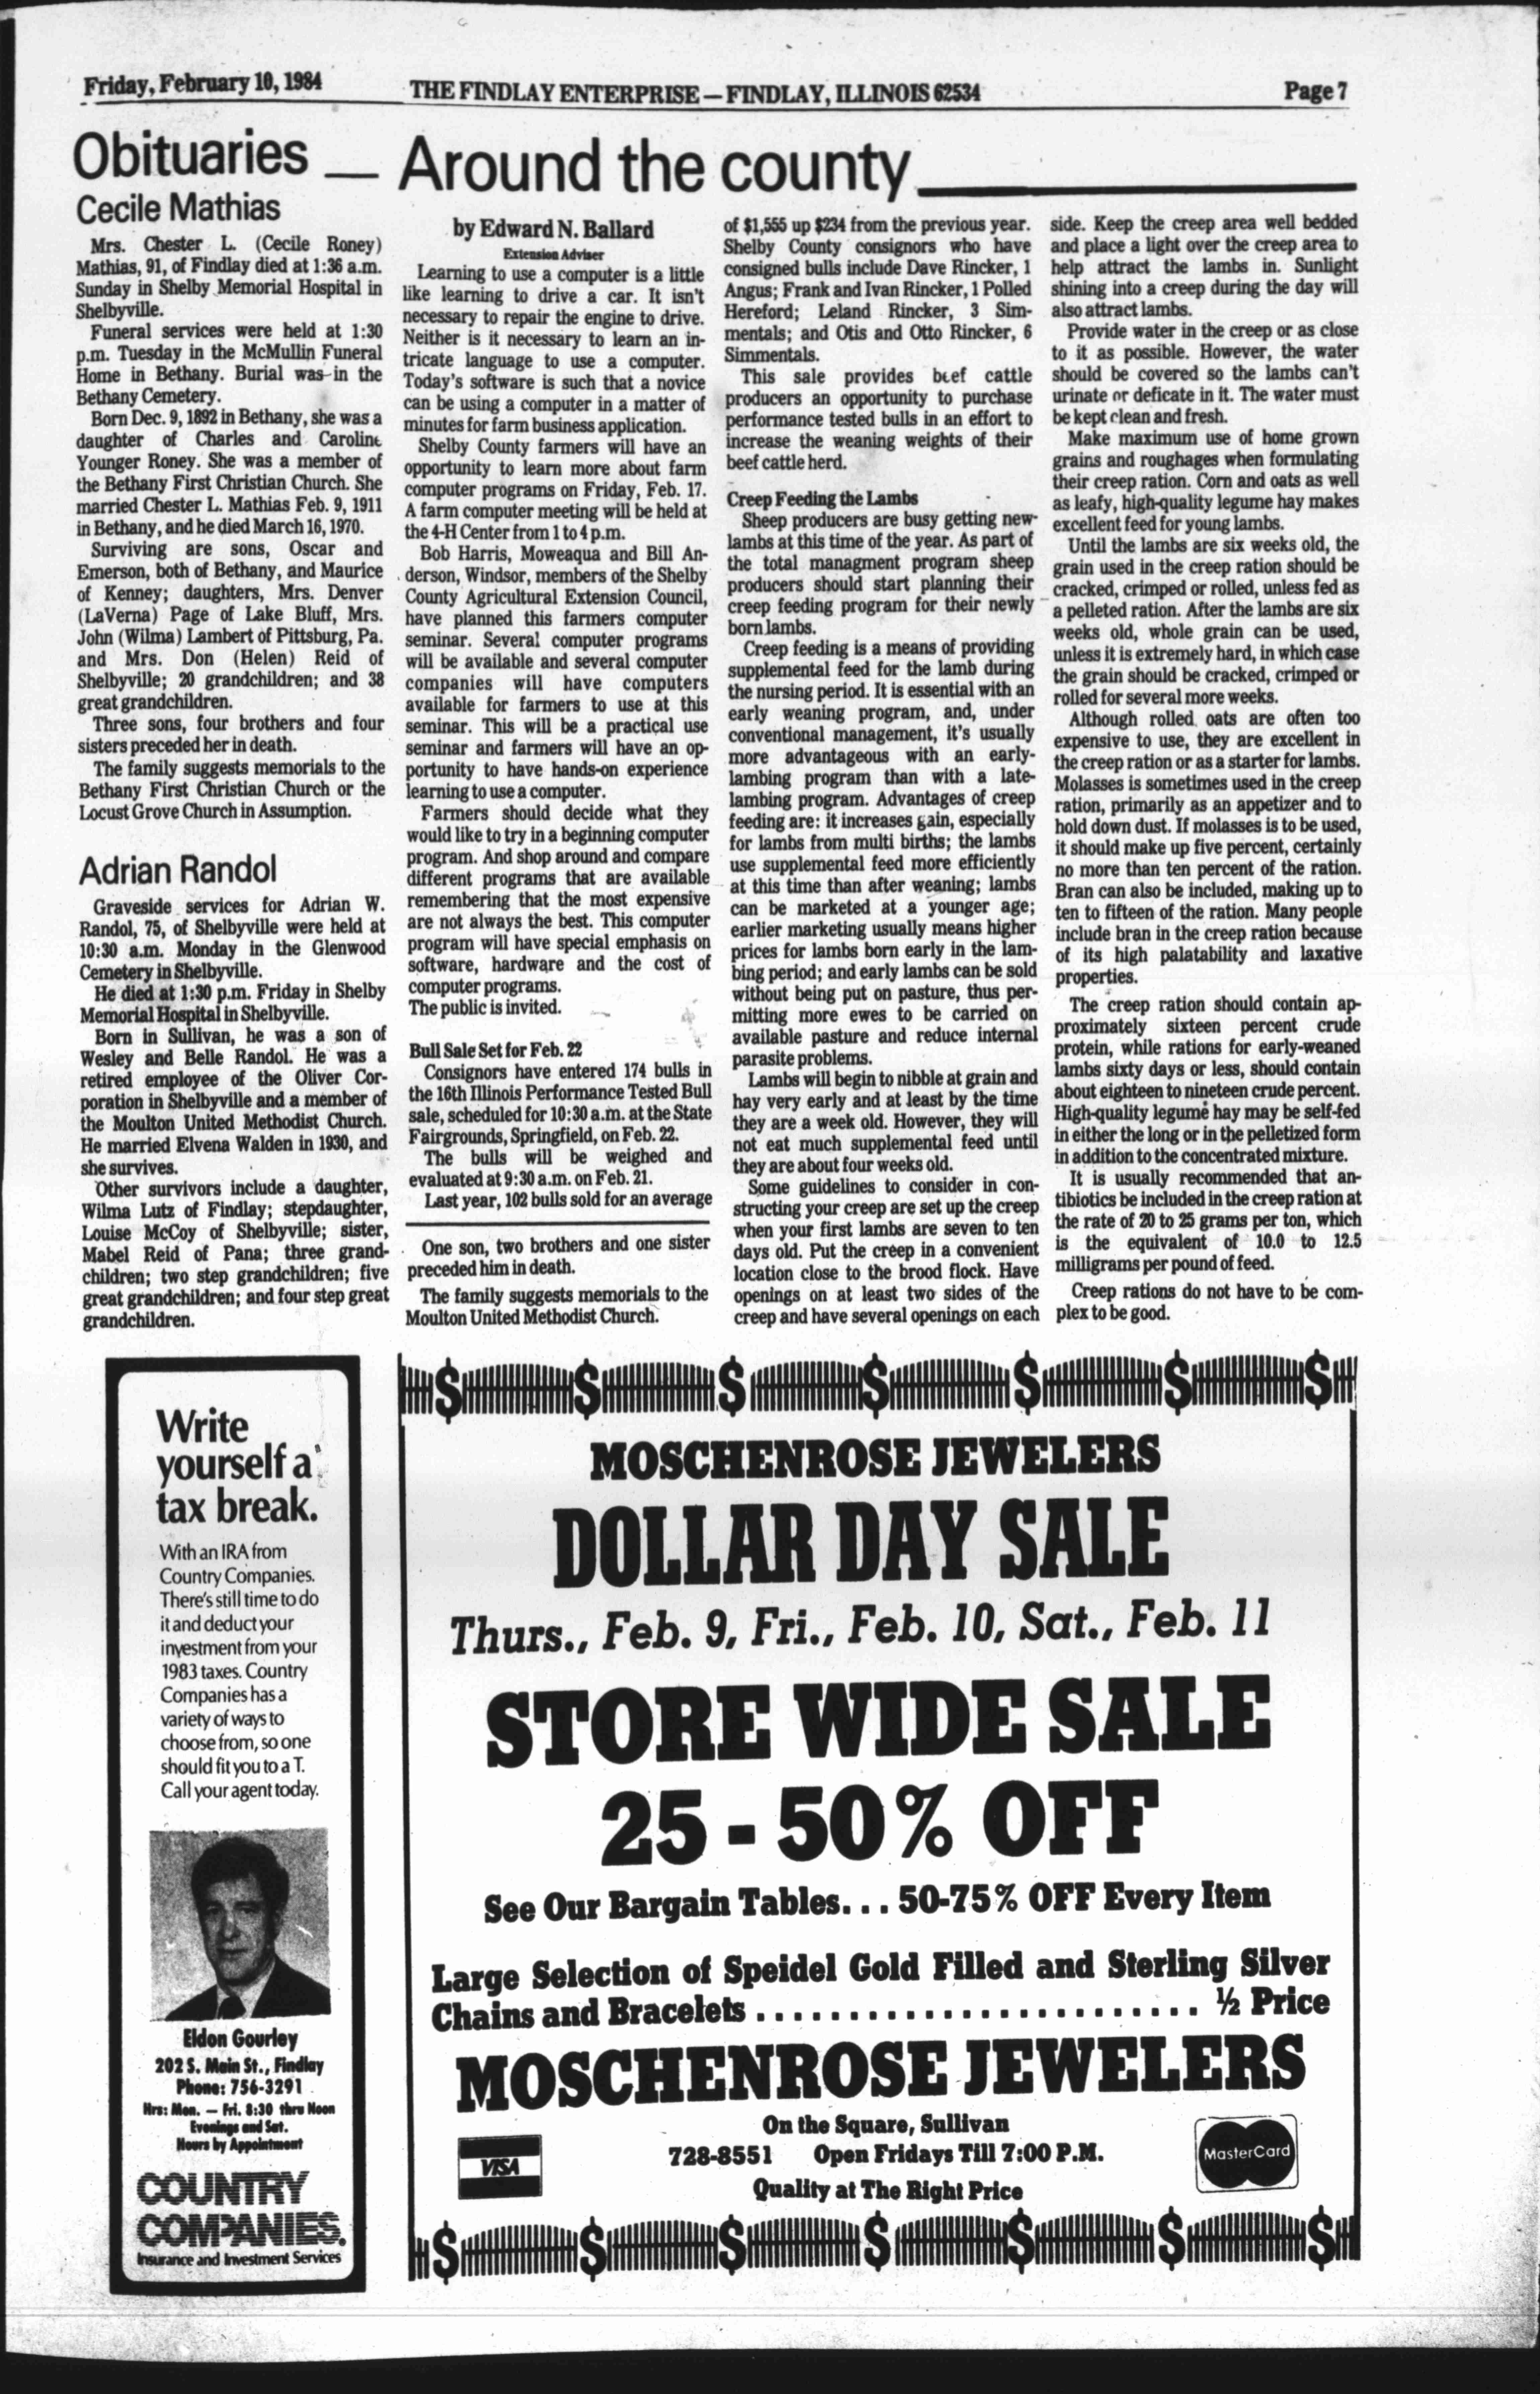 Friday, February 10, 1984
THE FINDLAY ENTERPRISE — FINDLAY, ILLINOIS 62534
Page 7
Obituaries
Cecile Mathias
Mrs. Chester L. (Cecile Roney)
Mathias, 91, of Findlay died at 1:36 a.m.
Sunday in Shelby Memorial Hospital in
Shelbyville.
Funeral services were held at 1:30
p.m. Tuesday in the McMullin Funeral
Home in Bethany. Burial was in the
Bethany Cemetery.
Born Dec. 9, 1892 in Bethany, she was a
daughter of Charles and Caroline
Younger Roney. She was a member of
the Bethany First Christian Church. She
married Chester L. Mathias Feb. 9, 1911
in Bethany, and he died March 16, 1970.
Surviving are sons, Oscar and
Emerson, both of Bethany, and Maurice
of Kenney; daughters, Mrs. Denver
(LaVerna) Page of Lake Bluff, Mrs.
John (Wilma) Lambert of Pittsburg, Pa.
and Mrs. Don (Helen) Reid of
Shelbyville; 20 grandchildren; and 38
great grandchildren.
Three sons, four brothers and four
sisters preceded her in death.
The family suggests memorials to the
Bethany First Christian Church or the
Locust Grove Church in Assumption.
Adrian Randol
Graveside services for Adrian W.
Randol, 75, of Shelbyville were held at
10:30 a.m. Monday in the Glenwood
Cemetery in Shelbyville.
He died at 1:30 p.m. Friday in Shelby
Memorial Hospital in Shelbyville.
Born in Sullivan, he was a son of
Wesley and Belle Randol. He was a
retired employee of the Oliver Cor-
poration in Shelbyville and a member of
the Moulton United Methodist Church.
He married Elvena Walden in 1930, and
she survives.
Other survivors include a daughter,
Wilma Lutz of Findlay; stepdaughter,
Louise McCoy of Shelbyville; sister,
Mabel Reid of Pana; three grand-
children; two step grandchildren; five
great grandchildren; and four step great
grandchildren.
One son, two brothers and one sister
preceded him in death.
The family suggests memorials to the
Moulton United Methodist Church.
Around the county
by Edward N. Ballard
Extension Adviser
Learning to use a computer is a little
like learning to drive a car. It isn't
necessary to repair the engine to drive.
Neither is it necessary to learn an in-
tricate language to use a computer.
Today's software is such that a novice
can be using a computer in a matter of
minutes for farm business application.
Shelby County farmers will have an
opportunity to learn more about farm
computer programs on Friday, Feb. 17.
A farm computer meeting will be held at
the 4-H Center from 1 to 4 p.m.
Bob Harris, Moweaqua and Bill An-
derson, Windsor, members of the Shelby
County Agricultural Extension Council,
have planned this farmers computer
seminar. Several computer programs
will be available and several computer
companies will have computers
available for farmers to use at this
seminar. This will be a practical use
seminar and farmers will have an op-
portunity to have hands-on experience
learning to use a computer.
Farmers should decide what they
would like to try in a beginning computer
program. And shop around and compare
different programs that are available
remembering that the most expensive
are not always the best. This computer
program will have special emphasis on
software, hardware and the cost of
computer programs.
The public is invited.
Bull Sale Set for Feb. 22
Consignors have entered 174 bulls in
the 16th Illinois Performance Tested Bull
sale, scheduled for 10:30 a.m. at the State
Fairgrounds, Springfield, on Feb. 22.
The bulls will be weighed and
evaluated at 9:30 a.m. on Feb. 21.
Last year, 102 bulls sold for an average
of $1,555 up $234 from the previous year.
Shelby County consignors who have
consigned bulls include Dave Rincker, 1
Angus; Frank and Ivan Rincker, 1 Polled
Hereford; Leland Rincker, 3 Sim-
mentals; and Otis and Otto Rincker, 6
Simmentals.
This sale provides beef cattle
producers an opportunity to purchase
performance tested bulls in an effort to
increase the weaning weights of their
beef cattle herd.
Creep Feeding the Lambs
Sheep producers are busy getting new-
lambs at this time of the year. As part of
the total managment program sheep
producers should start planning their
creep feeding program for their newly
born lambs.
Creep feeding is a means of providing
supplemental feed for the lamb during
the nursing period. It is essential with an
early weaning program, and, under
conventional management, it's usually
more advantageous with an early-
lambing program than with a late-
lambing program. Advantages of creep
feeding are: it increases gain, especially
for lambs from multi births; the lambs
use supplemental feed more efficiently
at this time than after weaning; lambs
can be marketed at a younger age;
earlier marketing usually means higher
prices for lambs born early in the lam-
bing period; and early lambs can be sold
without being put on pasture, thus per-
mitting more ewes to be carried on
available pasture and reduce internal
parasite problems.
Lambs will begin to nibble at grain and
hay very early and at least by the time
they are a week old. However, they will
not eat much supplemental feed until
they are about four weeks old.
Some guidelines to consider in con-
structing your creep are set up the creep
when your first lambs are seven to ten
days old. Put the creep in a convenient
location close to the brood flock. Have
openings on at least two sides of the
creep and have several openings on each
side. Keep the creep area well bedded
and place a light over the creep area to
help attract the lambs in. Sunlight
shining into a creep during the day will
also attract lambs.
Provide water in the creep or as close
to it as possible. However, the water
should be covered so the lambs can't
urinate or deficate in it. The water must
be kept clean and fresh.
Make maximum use of home grown
grains and roughages when formulating
their creep ration. Corn and oats as well
as leafy, high-quality legume hay makes
excellent feed for young lambs.
Until the lambs are six weeks old, the
grain used in the creep ration should be
cracked, crimped or rolled, unless fed as
a pelleted ration. After the lambs are six
weeks old, whole grain can be used,
unless it is extremely hard, in which case
the grain should be cracked, crimped or
rolled for several more weeks.
Although rolled oats are often too
expensive to use, they are excellent in
the creep ration or as a starter for lambs.
Molasses is sometimes used in the creep
ration, primarily as an appetizer and to
hold down dust. If molasses is to be used,
it should make up five percent, certainly
no more than ten percent of the ration.
Bran can also be included, making up to
ten to fifteen of the ration. Many people
include bran in the creep ration because
of its high palatability and laxative
properties.
The creep ration should contain ap-
proximately sixteen percent crude
protein, while rations for early-weaned
lambs sixty days or less, should contain
about eighteen to nineteen crude percent.
High-quality legume hay may be self-fed
in either the long or in the pelletized form
in addition to the concentrated mixture.
It is usually recommended that an-
tibiotics be included in the creep ration at
the rate of 20 to 25 grams per ton, which
is the equivalent of 10.0 to 12.5
milligrams per pound of feed.
Creep rations do not have to be com-
plex to be good.
Write
yourself a
tax break.
With an IRA from
Country Companies.
There's still time to do
it and deduct your
investment from your
1983 taxes. Country
Companies has a
variety of ways to
choose from, so one
should fit you to a T.
Call your agent today.
Eldon Gourley
202 S. Main St., Findlay
Phone: 756-3291
Hrs: Mon. — Fri. 8:30 thru Noon
Evenings and Sat.
Hours by Appointment
COUNTRY
COMPANIES.
Insurance and Investment Services
$ $ $ $ $ $ $
MOSCHENROSE JEWELERS
DOLLAR DAY SALE
Thurs., Feb. 9, Fri., Feb. 10, Sat., Feb. 11
STORE WIDE SALE
25 - 50% OFF
See Our Bargain Tables... 50-75% OFF Every Item
Large Selection of Speidel Gold Filled and Sterling Silver
Chains and Bracelets ........................ ½ Price
MOSCHENROSE JEWELERS
On the Square, Sullivan
728-8551 Open Fridays Till 7:00 P.M.
Quality at The Right Price
VISA
MasterCard
$ $ $ $ $ $ $